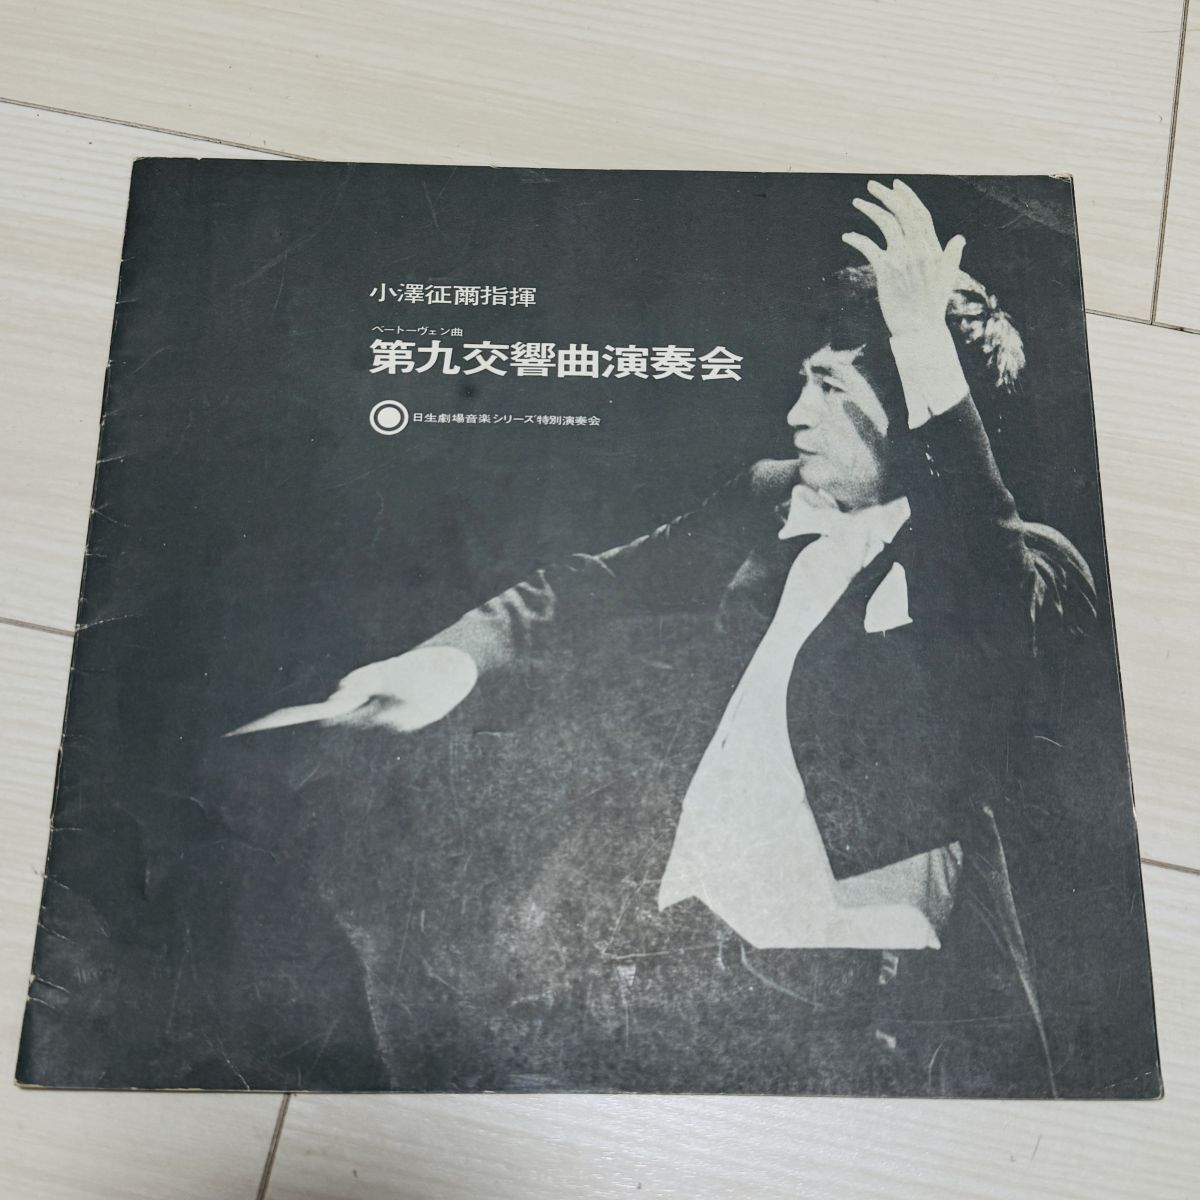 小澤征爾指揮
ベートーヴェン曲
第九交響曲演奏会
日生劇場音楽シリーズ特別演奏会